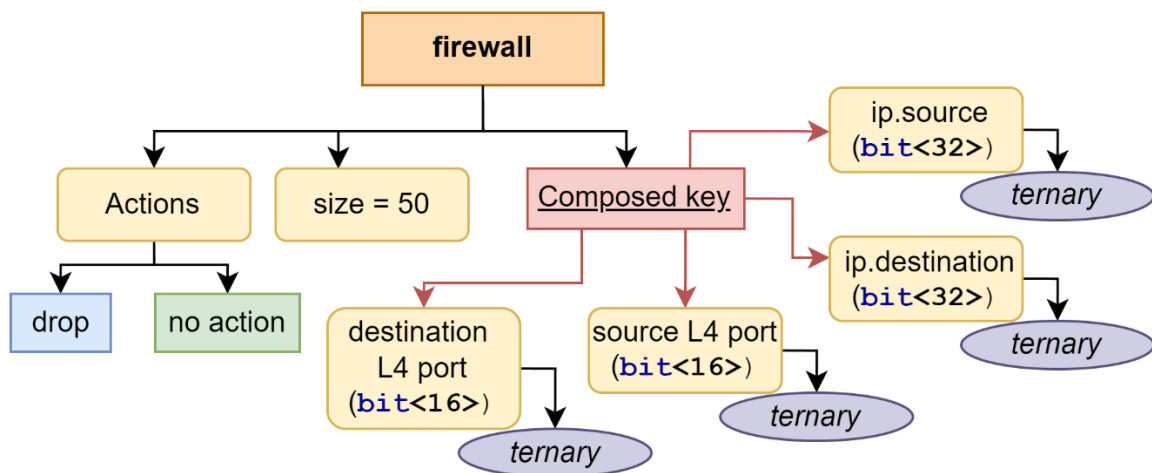 firewall
ip.source
(bit<32>)
ternary
Actions
size = 50
Composed key
ip.destination
(bit<32>)
ternary
drop
no action
destination
L4 port
(bit<16>)
ternary
source L4 port
(bit<16>)
ternary